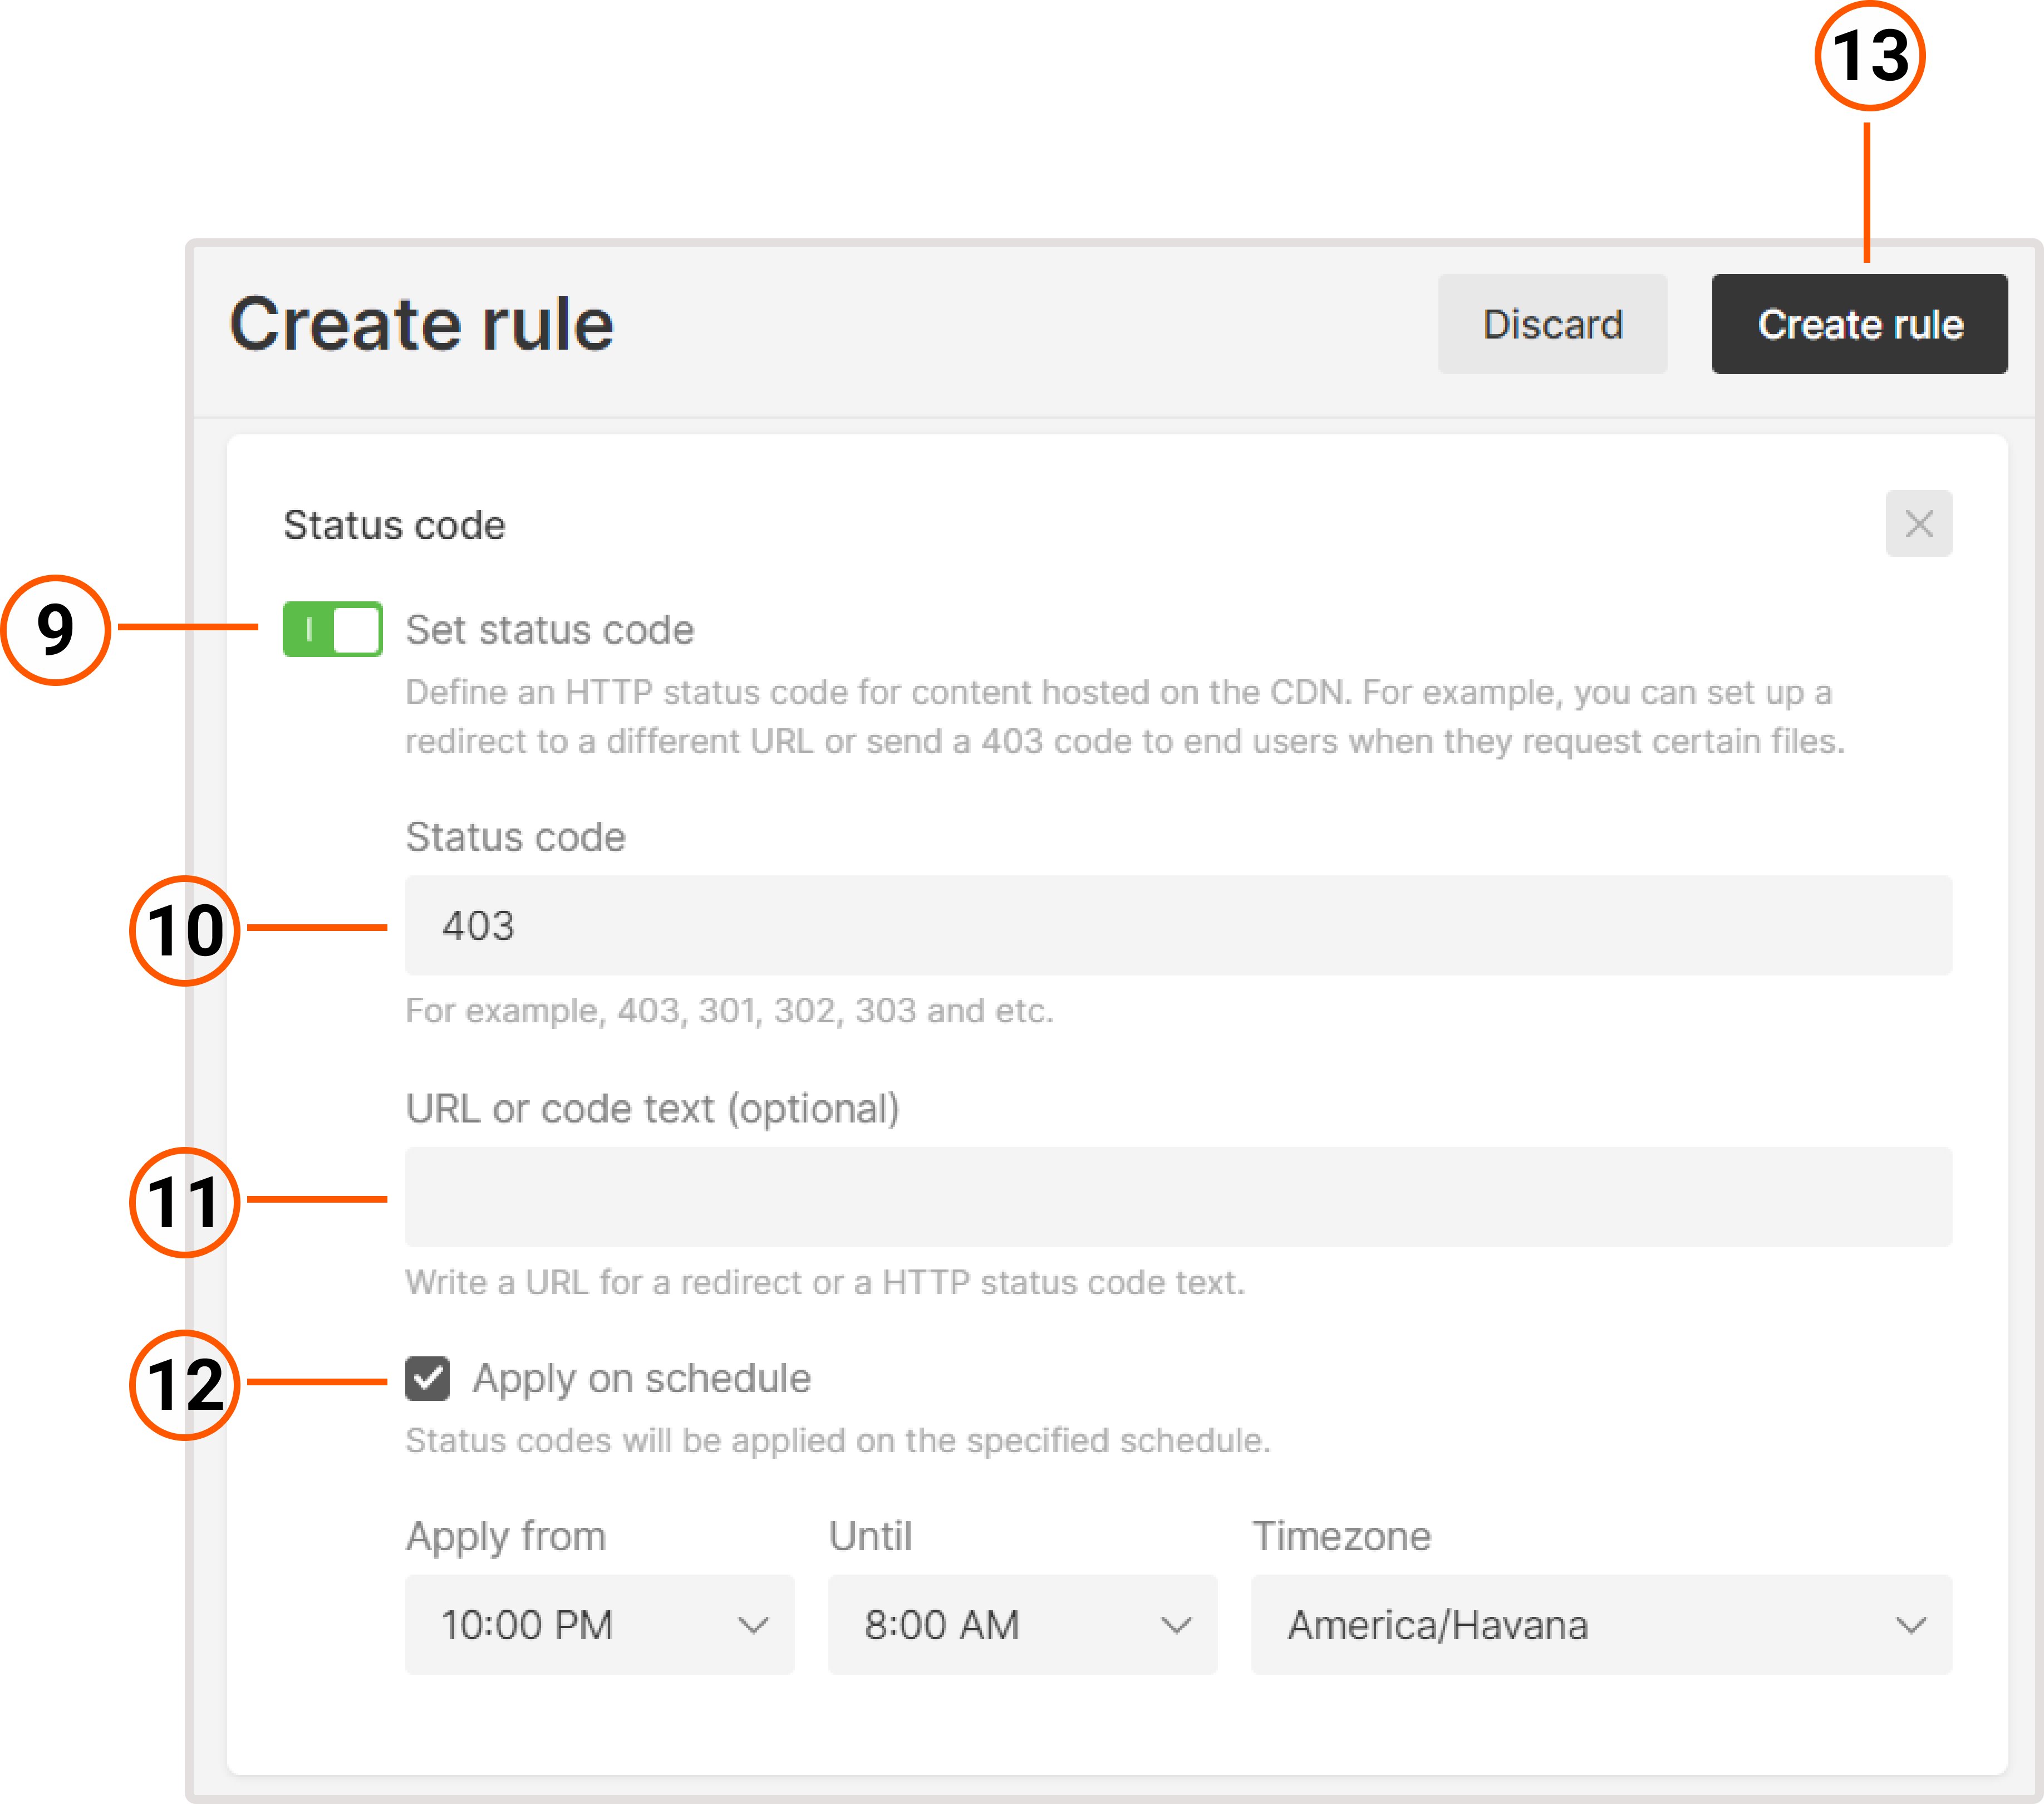 13
Create rule
Discard
Create rule
Status code
9
Set status code
Define an HTTP status code for content hosted on the CDN. For example, you can set up a
redirect to a different URL or send a 403 code to end users when they request certain files.
Status code
10
403
For example, 403, 301, 302, 303 and etc.
URL or code text (optional)
11
Write a URL for a redirect or a HTTP status code text.
12
Apply on schedule
Status codes will be applied on the specified schedule.
Apply from
Until
Timezone
10:00 PM
8:00 AM
America/Havana